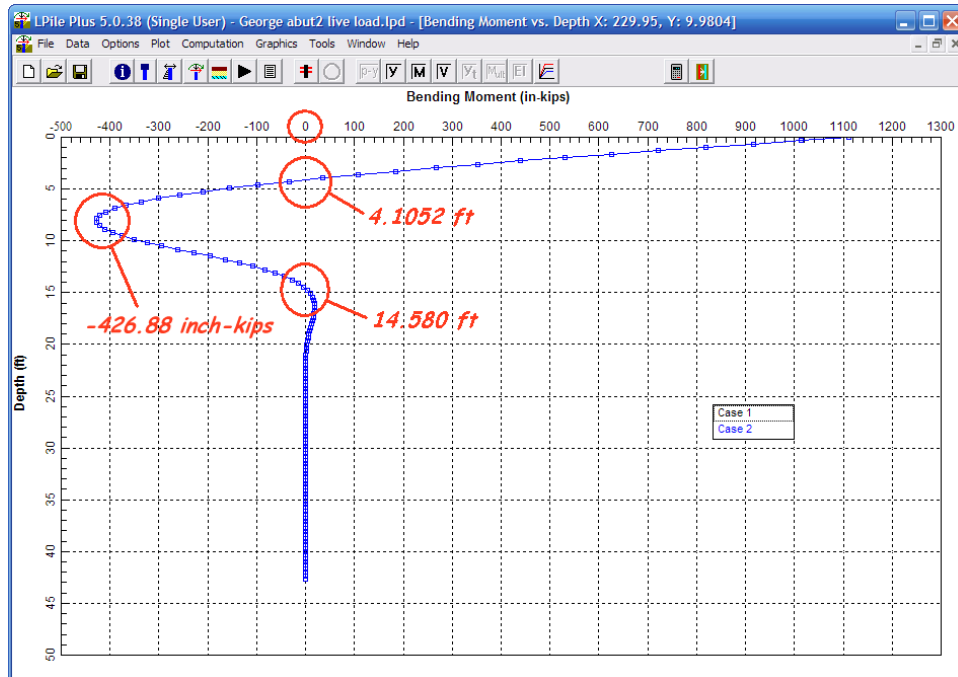 LPile Plus 5.0.38 (Single User) - George abut2 live load.lpd - [Bending Moment vs. Depth X: 229.95, Y: 9.9804]
File Data Options Plot Computation Graphics Tools Window Help
p-y y M V Yt Mult EI
Bending Moment (in-kips)
-500 -400 -300 -200 -100 0 100 200 300 400 500 600 700 800 900 1000 1100 1200 1300
0
5
4.1052 ft
10
15
-426.88 inch-kips
14.580 ft
20
Depth (ft)
25
Case 1
Case 2
30
35
40
45
50